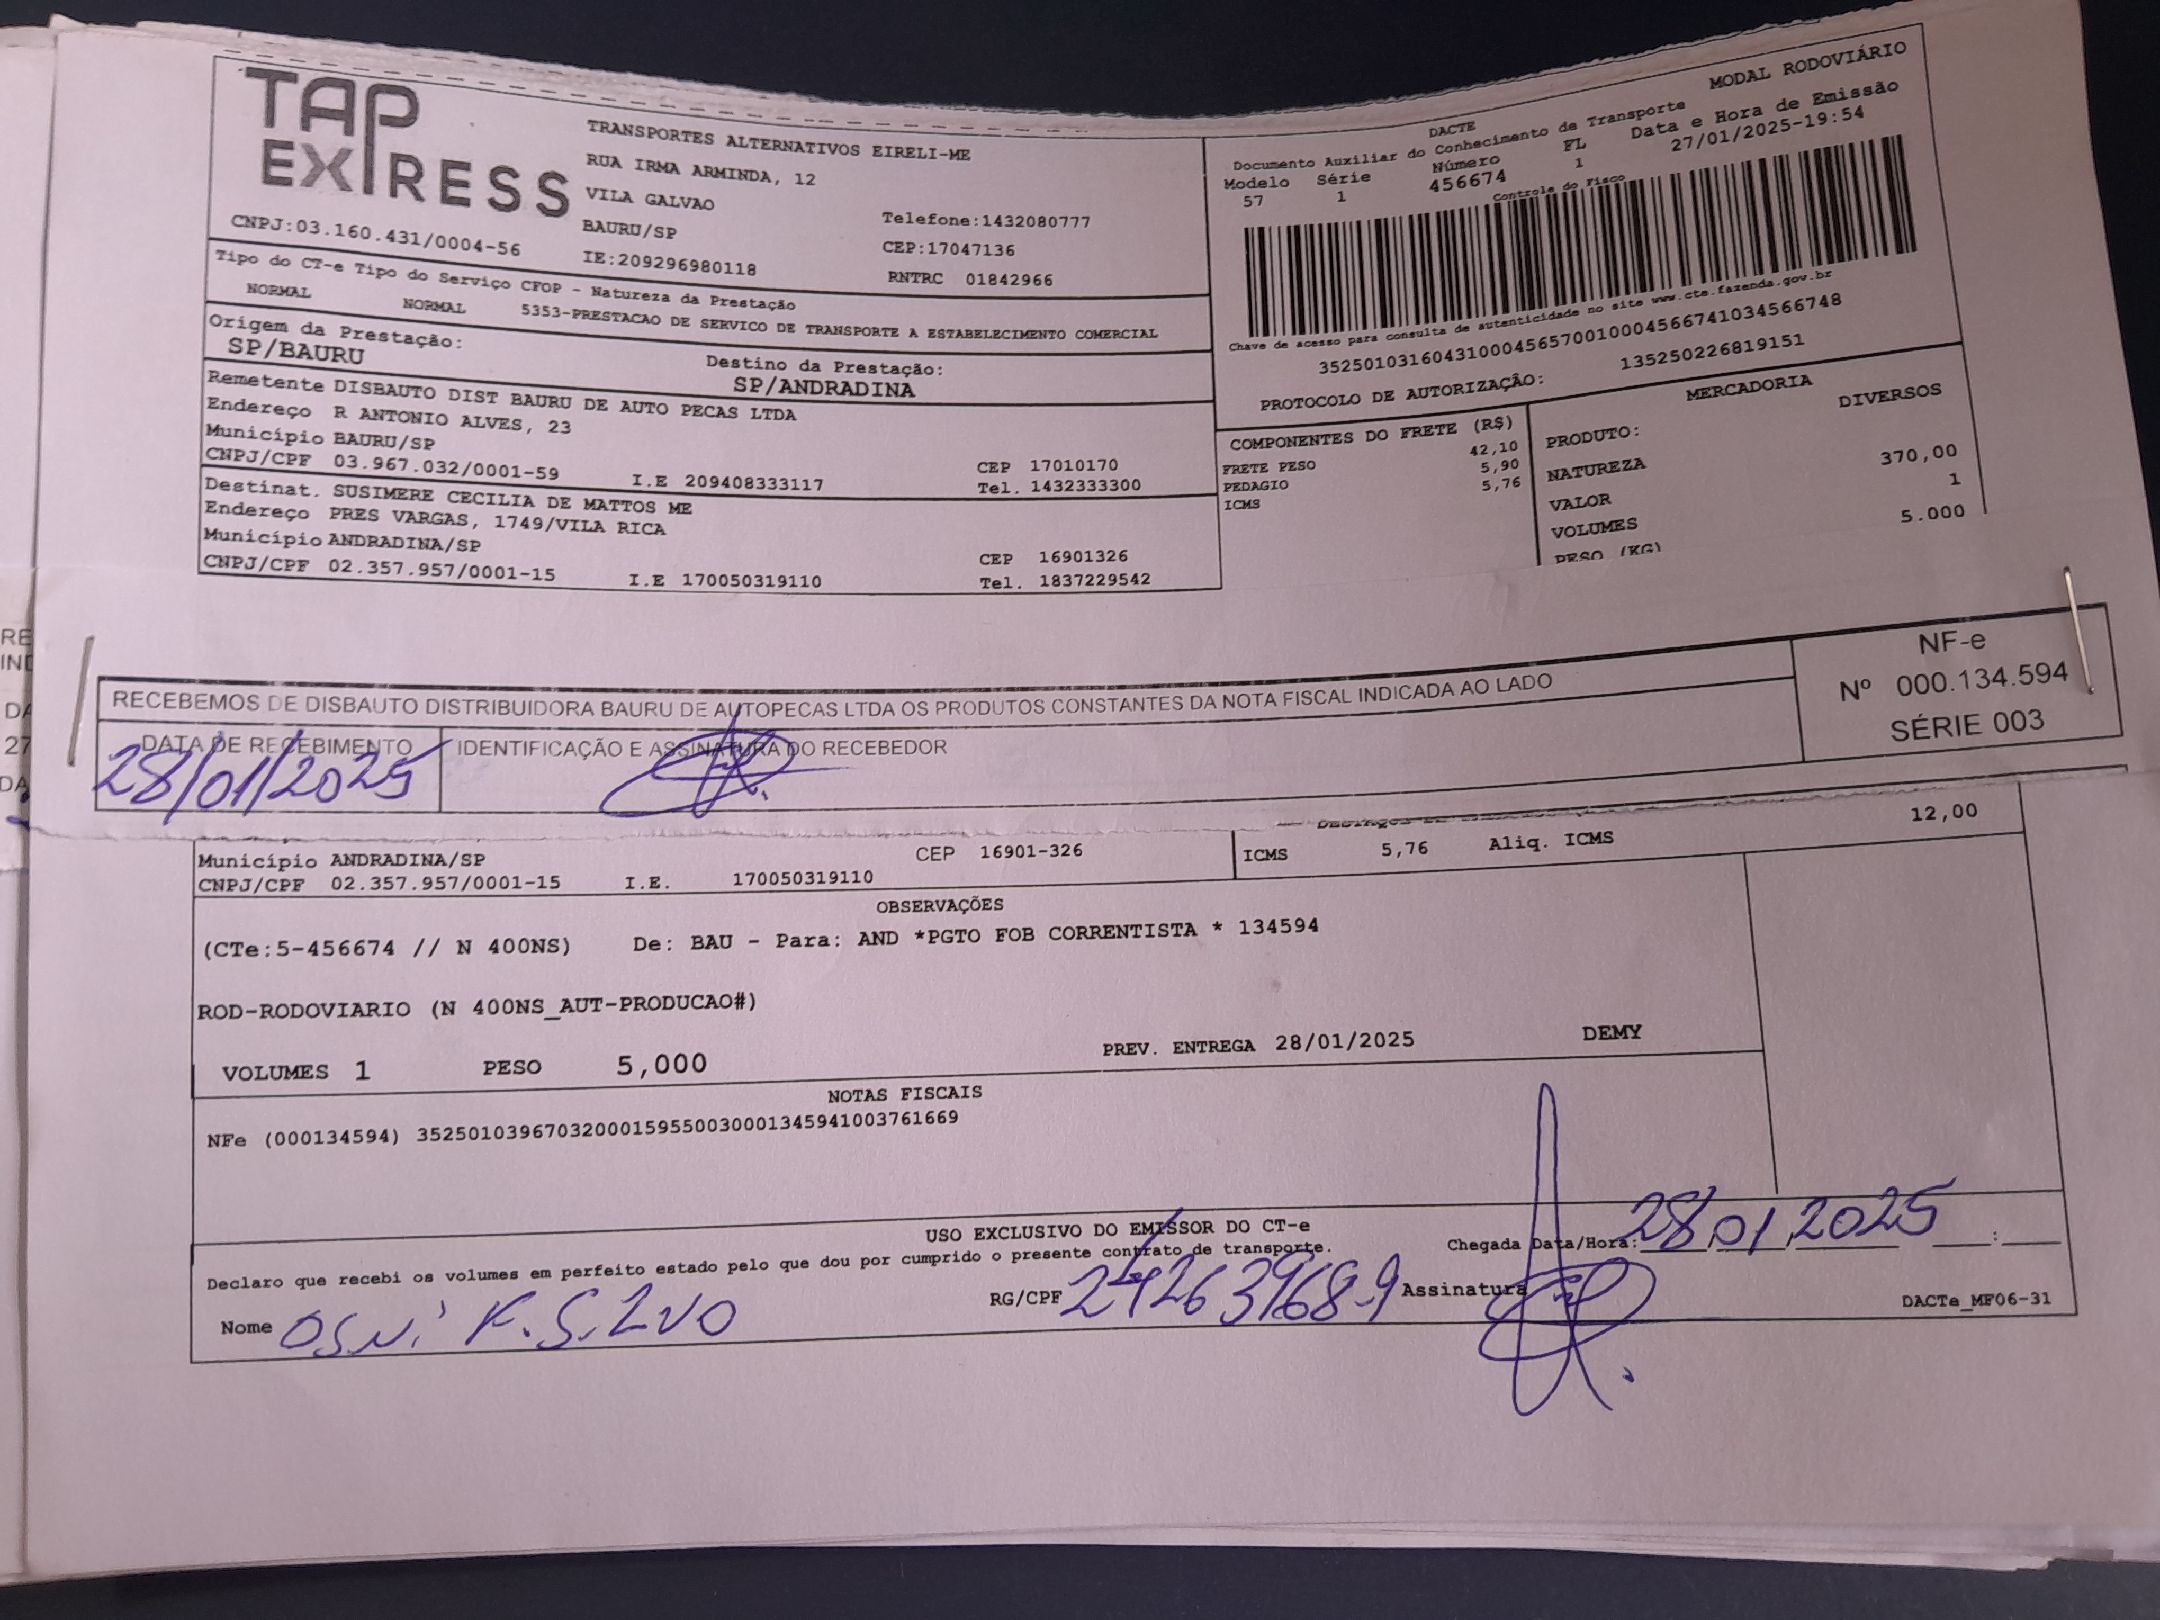 TAP
EXPRESS
CNPJ:03.160.431/0004-56
TRANSPORTES ALTERNATIVOS EIRELI-ME
RUA IRMA ARMINDA, 12
VILA GALVAO
BAURU/SP
IE:209296980118
Telefone:1432080777
CEP:17047136
RNTRC 01842966
MODAL RODOVIÁRIO
DACTE
Documento Auxiliar do Conhecimento de Transporte
Modelo Série Número FL Data e Hora de Emissão
57 1 456674 1 27/01/2025-19:54
Controle do Fisco
Chave de acesso para consulta de autenticidade no site www.cte.fazenda.gov.br
35250103160431000456570010004566741034566748
PROTOCOLO DE AUTORIZAÇÃO: 135250226819151
Tipo do CT-e Tipo do Serviço CFOP - Natureza da Prestação
NORMAL NORMAL 5353-PRESTACAO DE SERVICO DE TRANSPORTE A ESTABELECIMENTO COMERCIAL
Origem da Prestação: Destino da Prestação:
SP/BAURU SP/ANDRADINA
Remetente DISBAUTO DIST BAURU DE AUTO PECAS LTDA
Endereço R ANTONIO ALVES, 23
Município BAURU/SP CEP 17010170
CNPJ/CPF 03.967.032/0001-59 I.E 209408333117 Tel. 1432333300
Destinat. SUSIMERE CECILIA DE MATTOS ME
Endereço PRES VARGAS, 1749/VILA RICA
Município ANDRADINA/SP CEP 16901326
CNPJ/CPF 02.357.957/0001-15 I.E 170050319110 Tel. 1837229542
COMPONENTES DO FRETE (R$)
FRETE PESO 42,10
PEDAGIO 5,90
ICMS 5,76
MERCADORIA
PRODUTO: DIVERSOS
NATUREZA
VALOR 370,00
VOLUMES 1
PESO (KG) 5.000
RECEBEMOS DE DISBAUTO DISTRIBUIDORA BAURU DE AUTOPECAS LTDA OS PRODUTOS CONSTANTES DA NOTA FISCAL INDICADA AO LADO
NF-e
Nº 000.134.594
SÉRIE 003
DATA DE RECEBIMENTO IDENTIFICAÇÃO E ASSINATURA DO RECEBEDOR
28/01/2025
Município ANDRADINA/SP CEP 16901-326
CNPJ/CPF 02.357.957/0001-15 I.E. 170050319110
ICMS 5,76 Aliq. ICMS 12,00
OBSERVAÇÕES
(CTe:5-456674 // N 400NS) De: BAU - Para: AND *PGTO FOB CORRENTISTA * 134594
ROD-RODOVIARIO (N 400NS_AUT-PRODUCAO#)
VOLUMES 1 PESO 5,000 PREV. ENTREGA 28/01/2025 DEMY
NOTAS FISCAIS
NFe (000134594) 35250103967032000159550030001345941003761669
USO EXCLUSIVO DO EMISSOR DO CT-e
Declaro que recebi os volumes em perfeito estado pelo que dou por cumprido o presente contrato de transporte.
Chegada Data/Hora: 28 01 2025 :
Nome OSNi F. SiLVO RG/CPF 24263968-9 Assinatura
DACTe_MF06-31